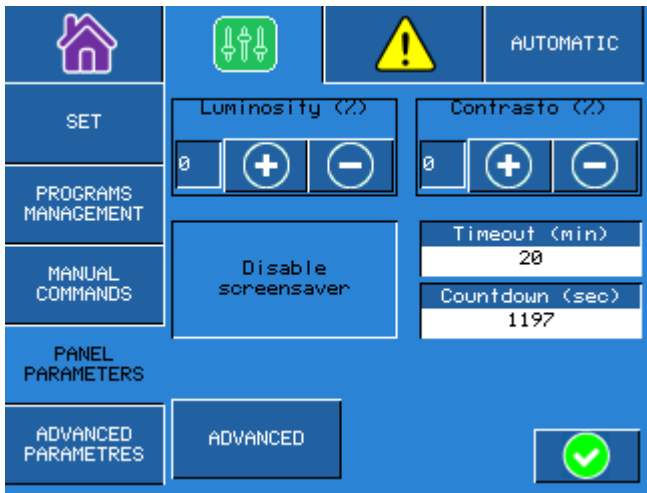 AUTOMATIC
SET
Luminosity (%)
Contrasto (%)
0
0
PROGRAMS
MANAGEMENT
Timeout (min)
20
MANUAL
COMMANDS
Disable
screensaver
Countdown (sec)
1197
PANEL
PARAMETERS
ADVANCED
PARAMETRES
ADVANCED